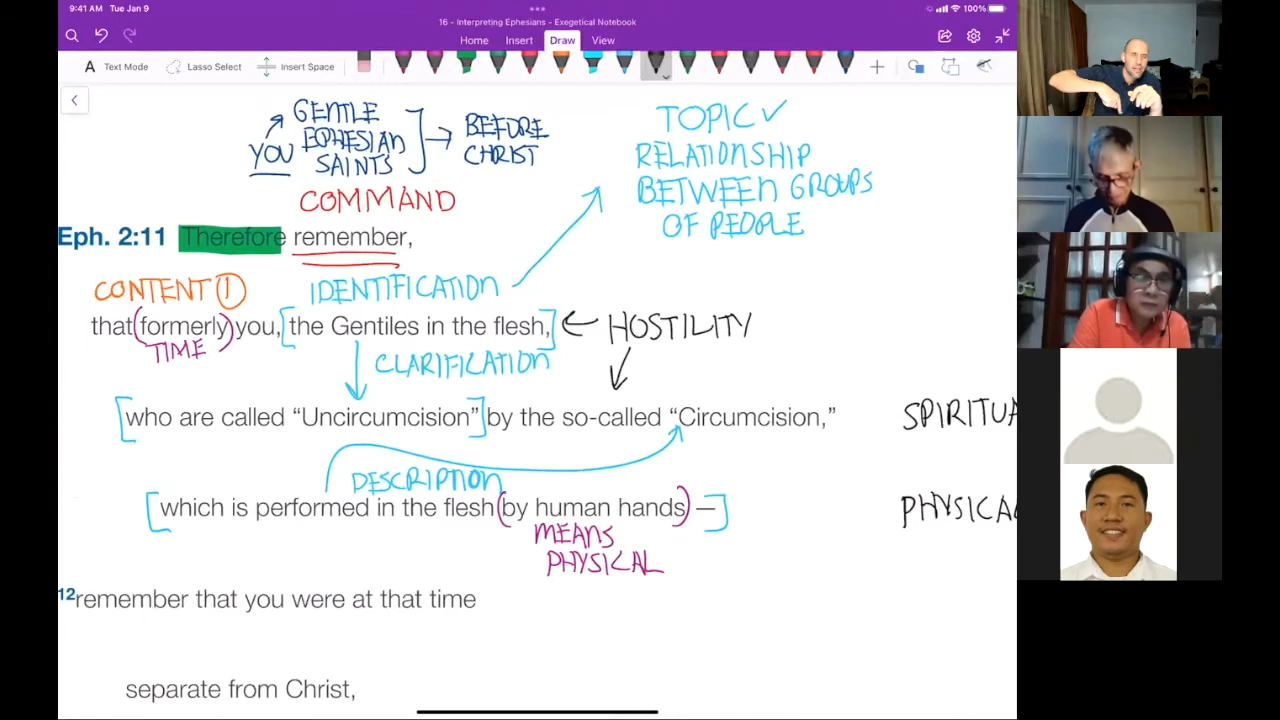 9:41 AM Tue Jan 9
100%
16 - Interpreting Ephesians - Exegetical Notebook
Home Insert Draw View
A Text Mode Lasso Select Insert Space
GENTLE
EPHESIAN
YOU SAINTS
BEFORE
CHRIST
TOPIC ✓
RELATIONSHIP
BETWEEN GROUPS
OF PEOPLE
COMMAND
Eph. 2:11 Therefore remember,
CONTENT ① IDENTIFICATION
that (formerly) you, [the Gentiles in the flesh,] ← HOSTILITY
TIME
CLARIFICATION
[who are called “Uncircumcision”] by the so-called “Circumcision,” SPIRITUA
DESCRIPTION
[which is performed in the flesh (by human hands) —] PHYSICA
MEANS
PHYSICAL
12 remember that you were at that time
separate from Christ,